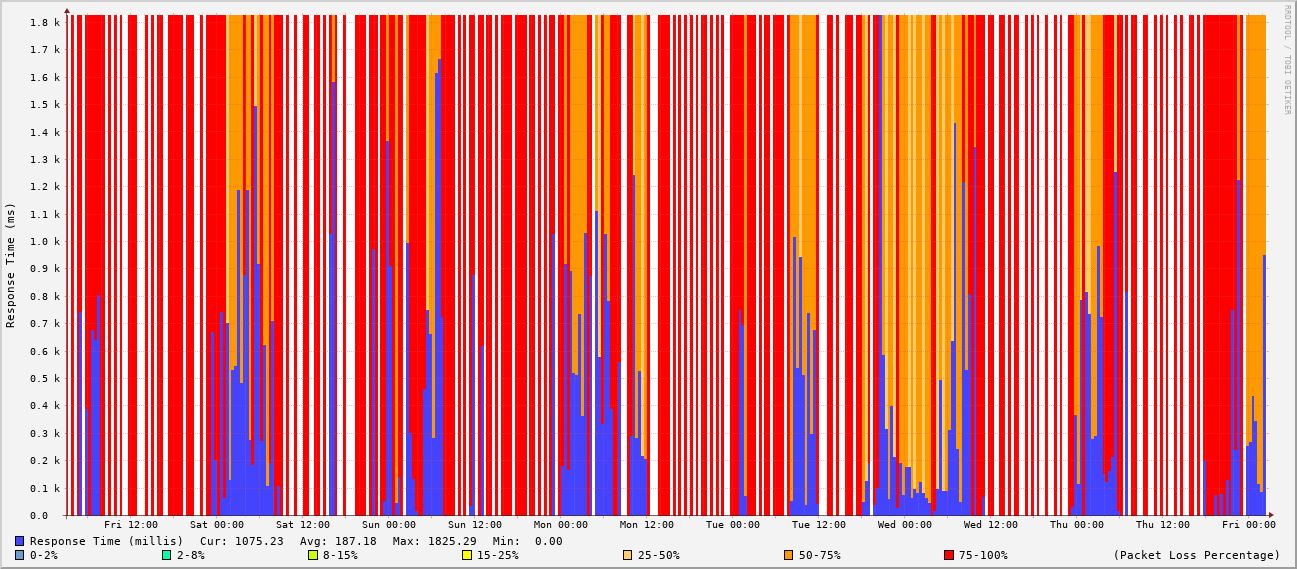 1.8 k
1.7 k
1.6 k
1.5 k
1.4 k
1.3 k
1.2 k
1.1 k
1.0 k
0.9 k
0.8 k
0.7 k
0.6 k
0.5 k
0.4 k
0.3 k
0.2 k
0.1 k
0.0
Response Time (ms)
RRDTOOL / TOBI OETIKER
Fri 12:00 Sat 00:00 Sat 12:00 Sun 00:00 Sun 12:00 Mon 00:00 Mon 12:00 Tue 00:00 Tue 12:00 Wed 00:00 Wed 12:00 Thu 00:00 Thu 12:00 Fri 00:00
Response Time (millis) Cur: 1075.23 Avg: 187.18 Max: 1825.29 Min: 0.00
0-2% 2-8% 8-15% 15-25% 25-50% 50-75% 75-100% (Packet Loss Percentage)